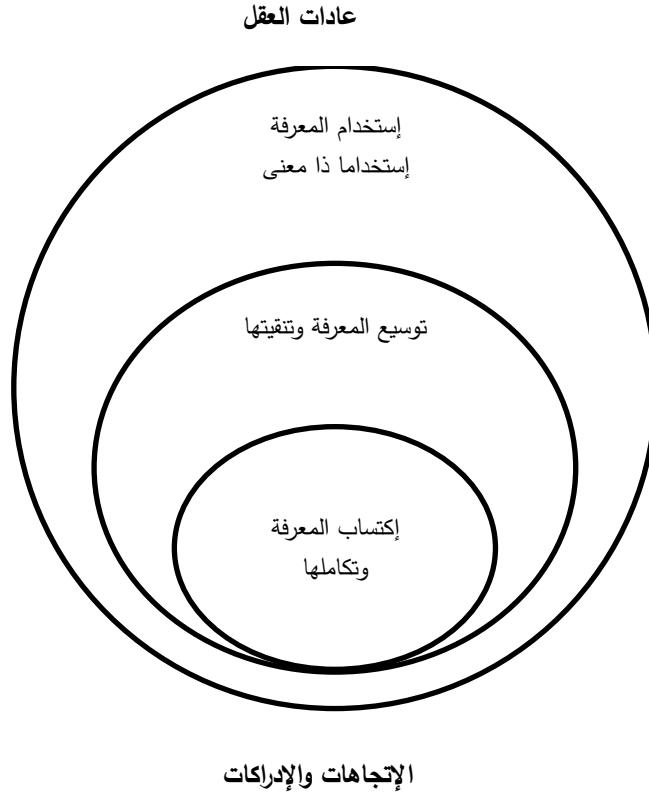 عادات العقل
إستخدام المعرفة
إستخداما ذا معنى
توسيع المعرفة وتنقيتها
إكتساب المعرفة
وتكاملها
الإتجاهات والإدراكات